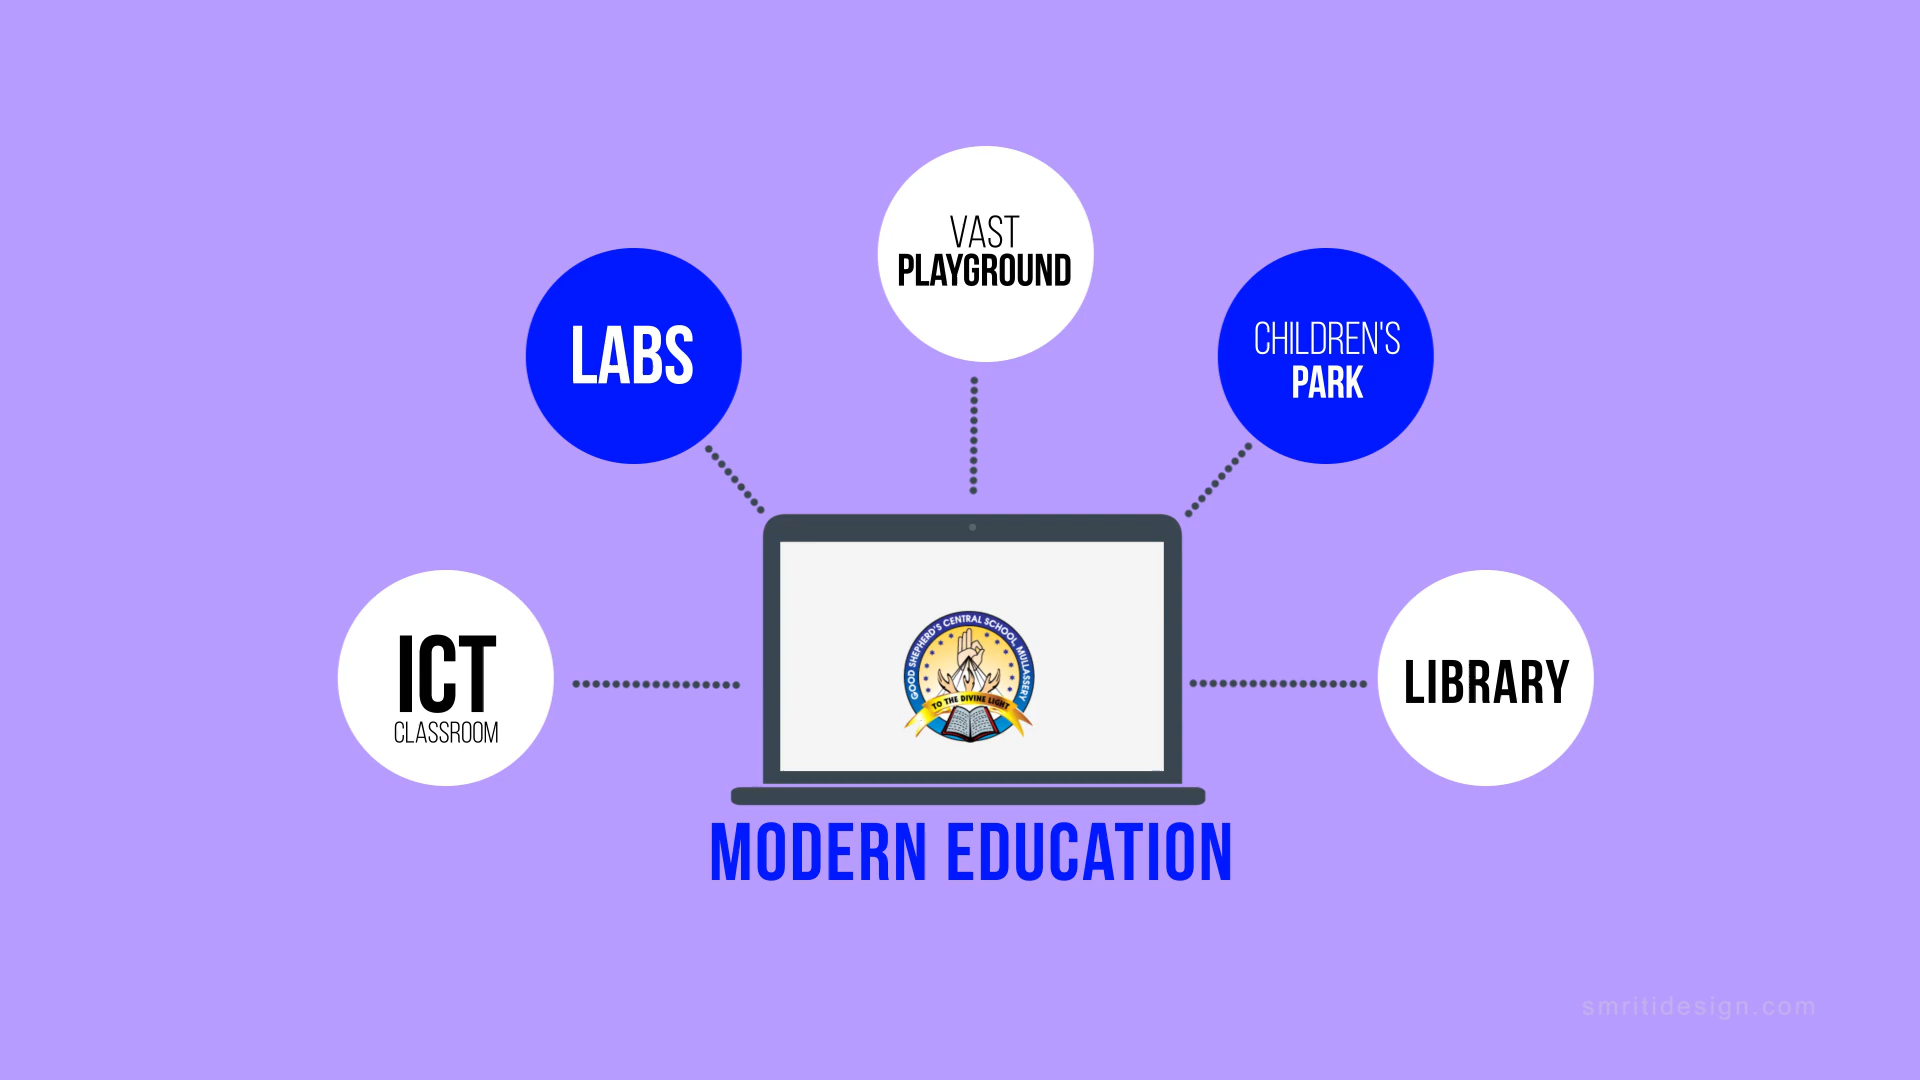 VAST
PLAYGROUND
LABS
CHILDREN'S
PARK
ICT
CLASSROOM
GOOD SHEPHERD'S CENTRAL SCHOOL, MULLASSERY
TO THE DIVINE LIGHT
LIBRARY
MODERN EDUCATION
smritidesign.com